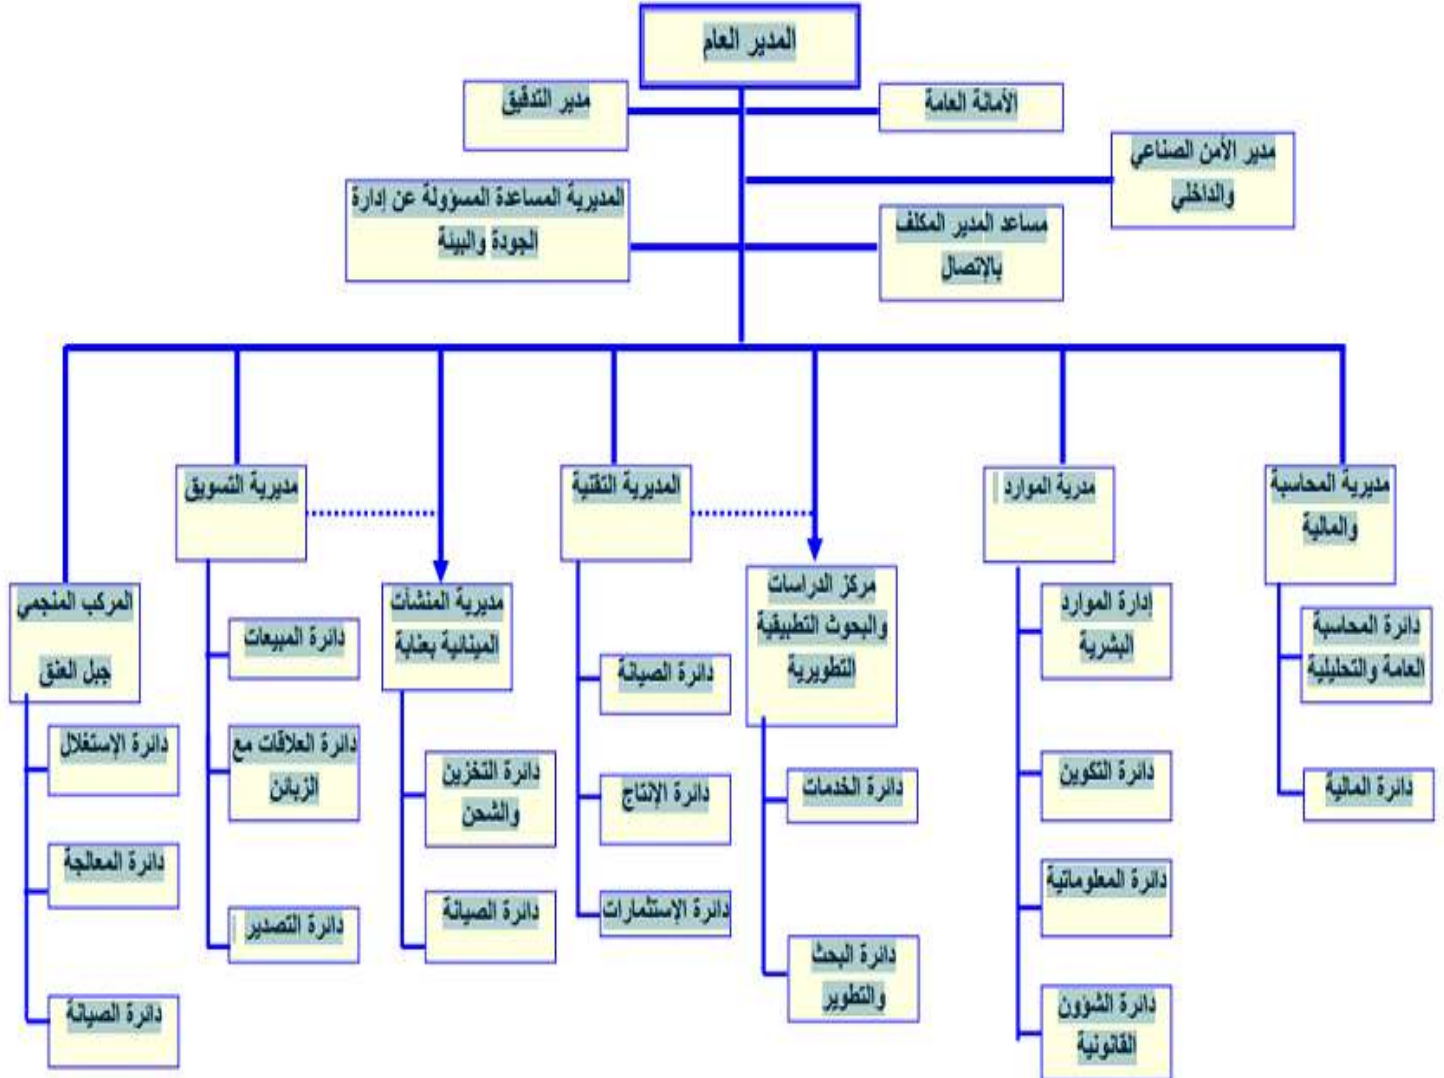 المدير العام
الأمانة العامة
مدير التدقيق
مدير الأمن الصناعي
والداخلي
المديرية المساعدة المسؤولة عن إدارة
الجودة والبيئة
مساعد المدير المكلف
بالإتصال
مديرية المحاسبة
والمالية
مدرية الموارد
المديرية التقنية
مديرية التسويق
مركز الدراسات
والبحوث التطبيقية
التطويرية
مديرية المنشأت
المينائية بعنابة
المركب المنجمي
جبل العنق
دائرة المحاسبة
العامة والتحليلية
دائرة المالية
إدارة الموارد
البشرية
دائرة التكوين
دائرة المعلوماتية
دائرة الشؤون
القانونية
دائرة الخدمات
دائرة البحث
والتطوير
دائرة الصيانة
دائرة الإنتاج
دائرة الإستثمارات
دائرة التخزين
والشحن
دائرة الصيانة
دائرة المبيعات
دائرة العلاقات مع
الزبائن
دائرة التصدير
دائرة الإستغلال
دائرة المعالجة
دائرة الصيانة